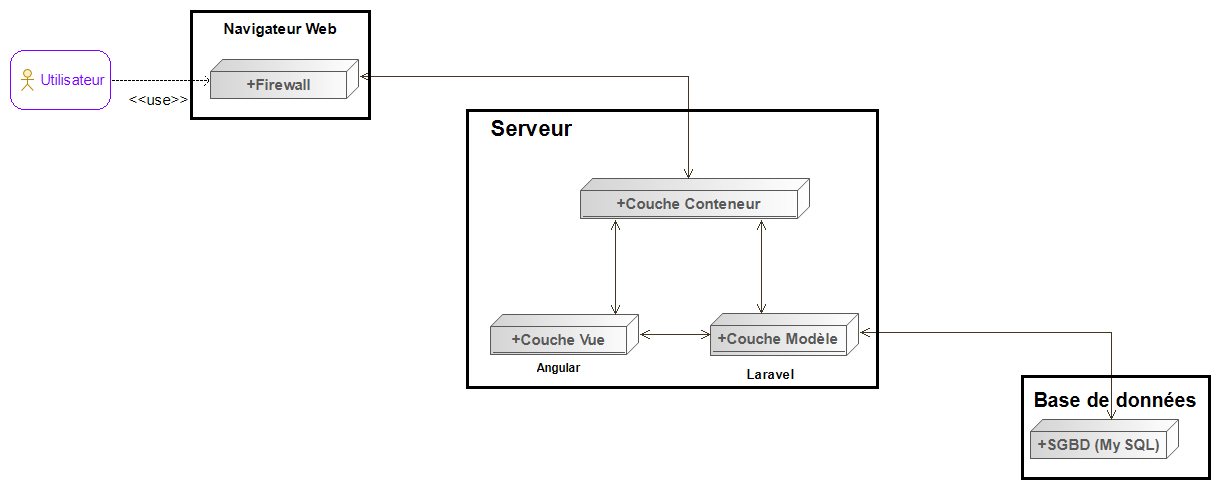 Navigateur Web
Utilisateur
+Firewall
<<use>>
Serveur
+Couche Conteneur
+Couche Vue
+Couche Modèle
Angular
Laravel
Base de données
+SGBD (My SQL)